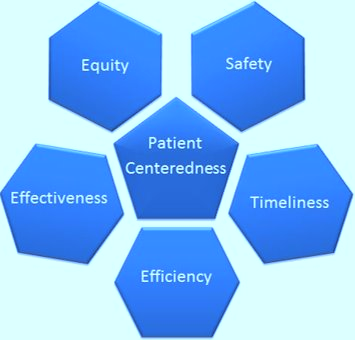 Equity
Safety
Patient
Centeredness
Effectiveness
Timeliness
Efficiency